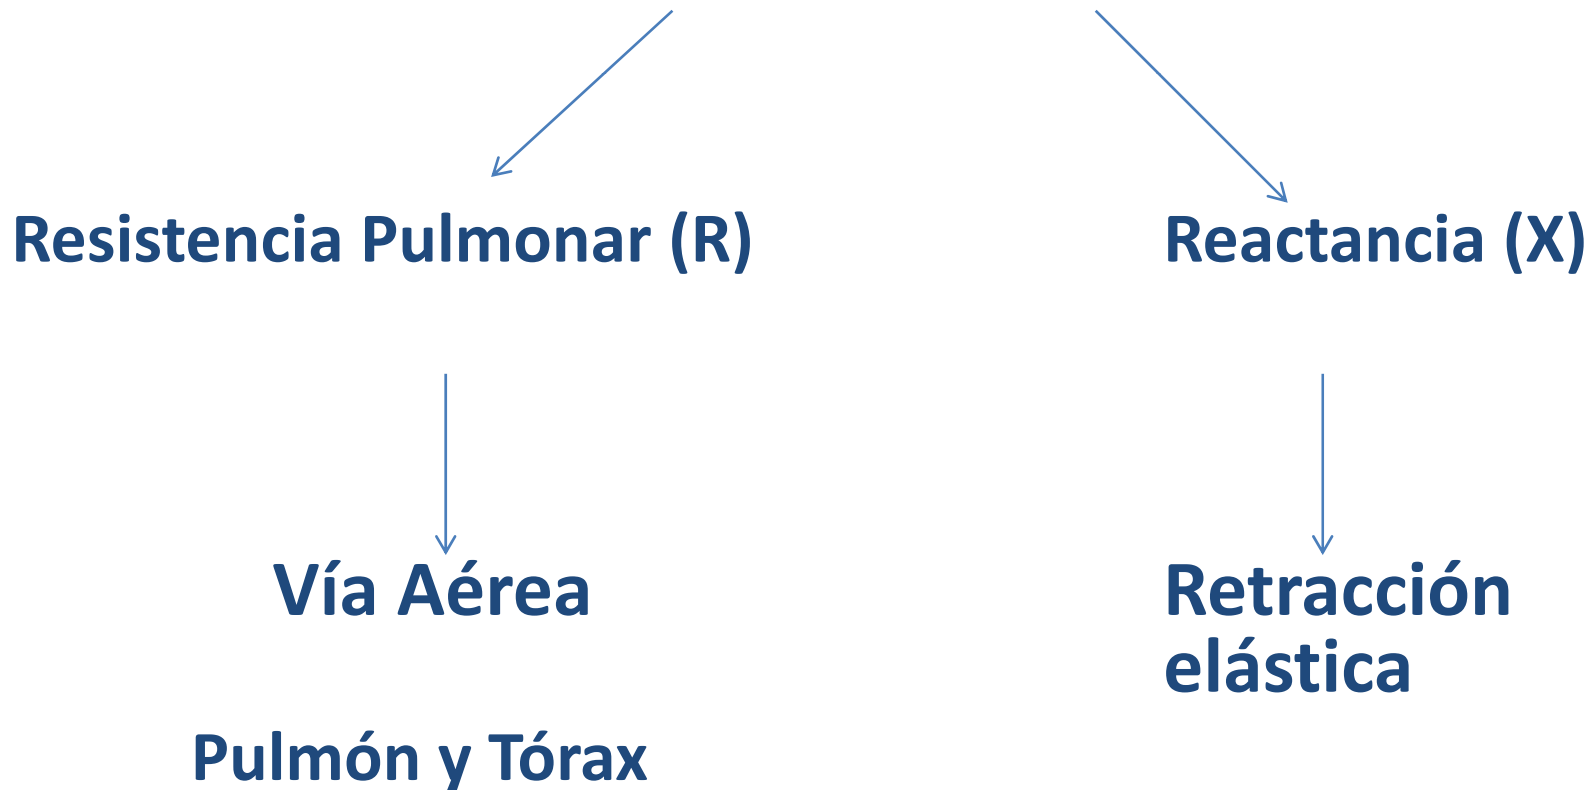 Resistencia Pulmonar (R)
Reactancia (X)
Vía Aérea
Retracción
elástica
Pulmón y Tórax